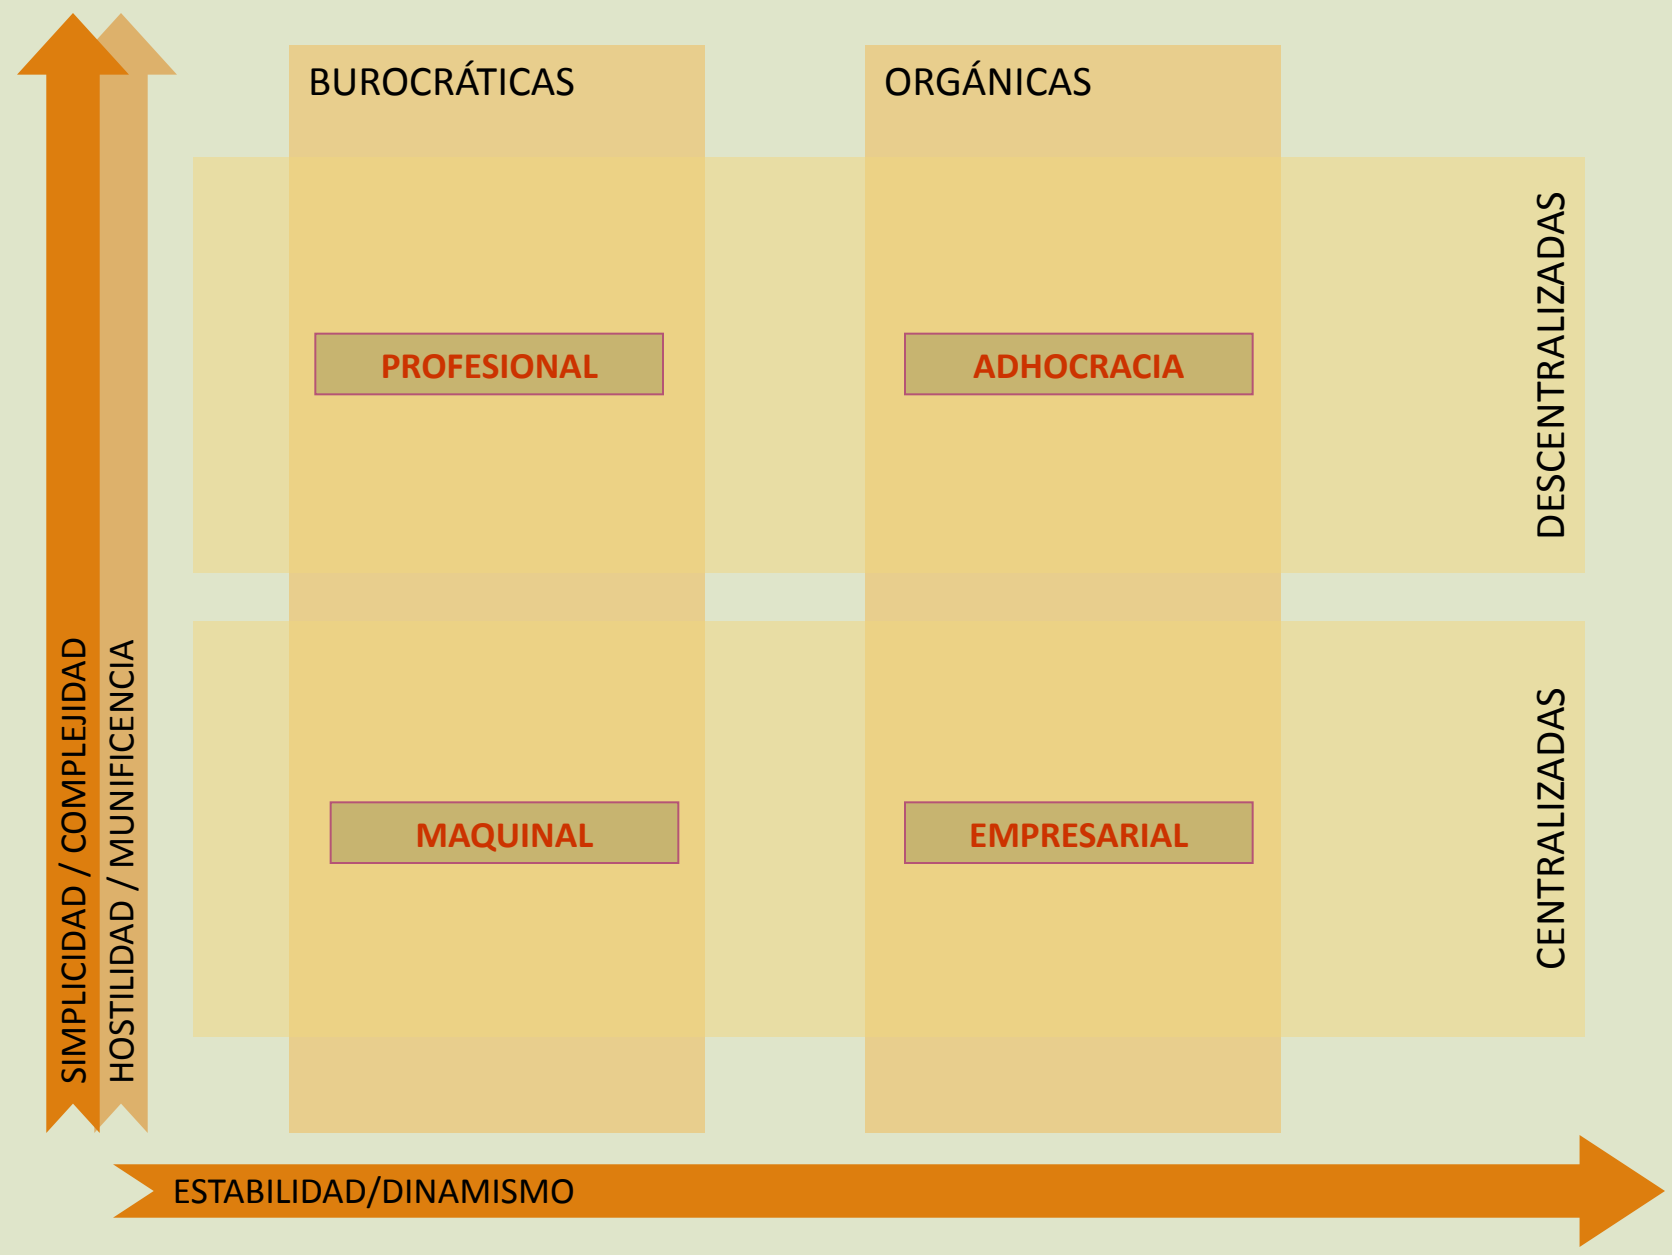 BUROCRÁTICAS
ORGÁNICAS
DESCENTRALIZADAS
PROFESIONAL
ADHOCRACIA
CENTRALIZADAS
MAQUINAL
EMPRESARIAL
SIMPLICIDAD / COMPLEJIDAD
HOSTILIDAD / MUNIFICENCIA
ESTABILIDAD/DINAMISMO